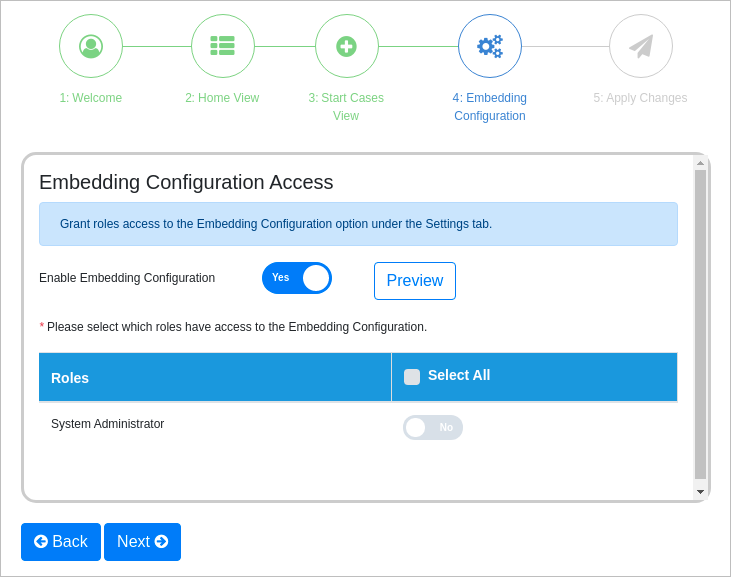 1: Welcome
2: Home View
3: Start Cases
View
4: Embedding
Configuration
5: Apply Changes
Embedding Configuration Access
Grant roles access to the Embedding Configuration option under the Settings tab.
Enable Embedding Configuration
Yes
Preview
* Please select which roles have access to the Embedding Configuration.
Roles
Select All
System Administrator
No
Back
Next